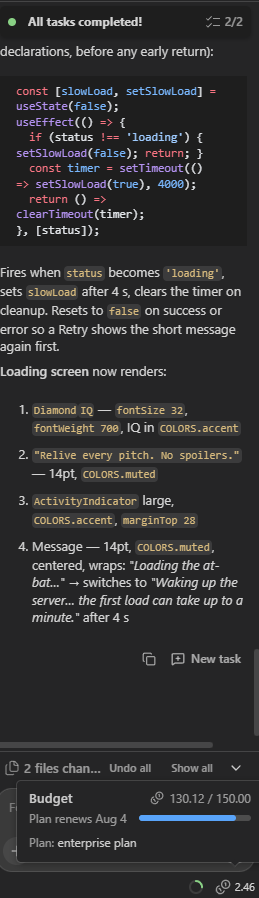 All tasks completed! 2/2
declarations, before any early return):
const [slowLoad, setSlowLoad] =
useState(false);
useEffect(() => {
if (status !== 'loading') {
setSlowLoad(false); return; }
const timer = setTimeout(()
=> setSlowLoad(true), 4000);
return () =>
clearTimeout(timer);
}, [status]);
Fires when status becomes 'loading',
sets slowLoad after 4 s, clears the timer on
cleanup. Resets to false on success or
error so a Retry shows the short message
again first.
Loading screen now renders:
1. Diamond IQ — fontSize 32,
fontWeight 700, IQ in COLORS.accent
2. "Relive every pitch. No spoilers."
— 14pt, COLORS.muted
3. ActivityIndicator large,
COLORS.accent, marginTop 28
4. Message — 14pt, COLORS.muted,
centered, wraps: "Loading the at-
bat..." → switches to "Waking up the
server... the first load can take up to a
minute." after 4 s
New task
2 files chan... Undo all Show all
Budget 130.12 / 150.00
Plan renews Aug 4
Plan: enterprise plan
2.46